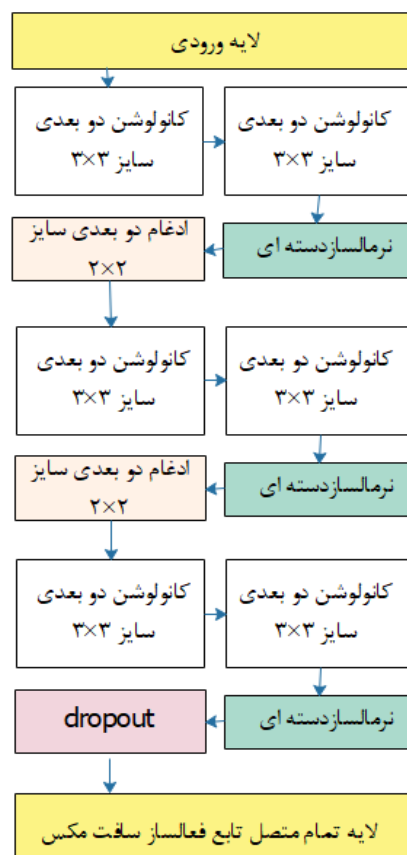 لایه ورودی
کانولوشن دو بعدی
سایز ۳×۳
کانولوشن دو بعدی
سایز ۳×۳
نرمالسازدسته ای
ادغام دو بعدی سایز
۲×۲
کانولوشن دو بعدی
سایز ۳×۳
کانولوشن دو بعدی
سایز ۳×۳
نرمالسازدسته ای
ادغام دو بعدی سایز
۲×۲
کانولوشن دو بعدی
سایز ۳×۳
کانولوشن دو بعدی
سایز ۳×۳
نرمالسازدسته ای
dropout
لایه تمام متصل تابع فعالساز سافت مکس